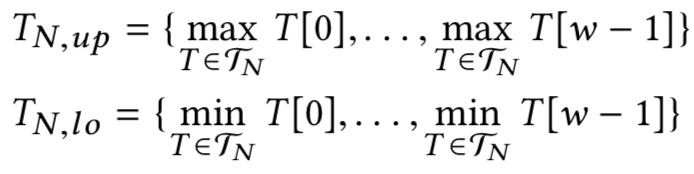 T_{N,up} = { max_{T∈𝒯_N} T[0], . . . , max_{T∈𝒯_N} T[w − 1]}
T_{N,lo} = { min_{T∈𝒯_N} T[0], . . . , min_{T∈𝒯_N} T[w − 1]}